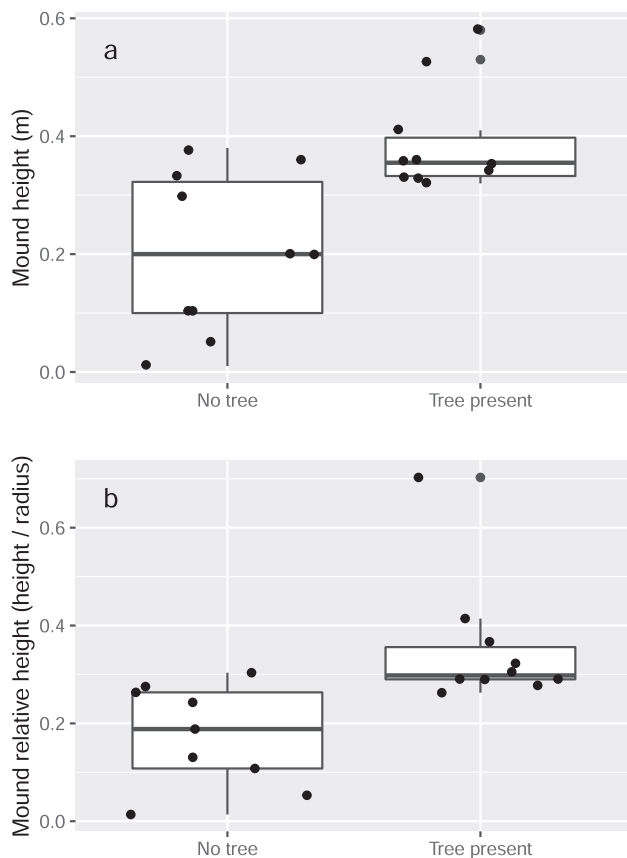 a
Mound height (m)
0.6
0.4
0.2
0.0
No tree Tree present
b
Mound relative height (height / radius)
0.6
0.4
0.2
0.0
No tree Tree present